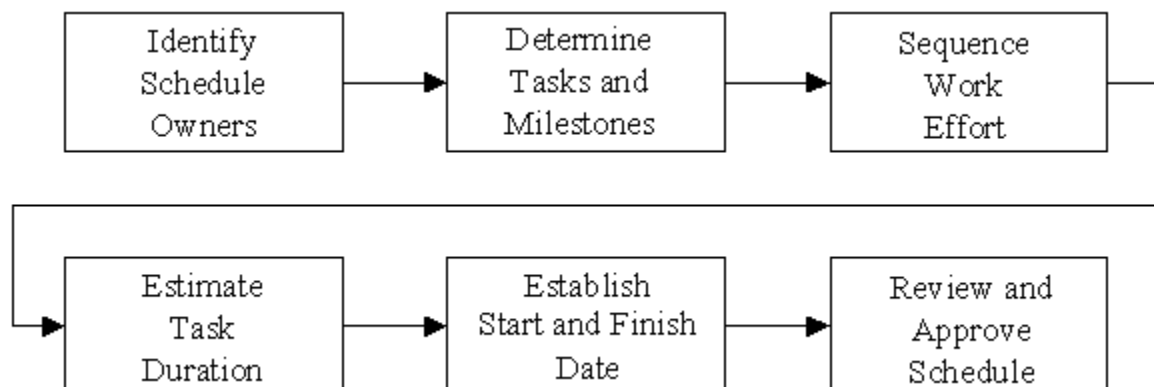 Identify
Schedule
Owners
Determine
Tasks and
Milestones
Sequence
Work
Effort
Estimate
Task
Duration
Establish
Start and Finish
Date
Review and
Approve
Schedule